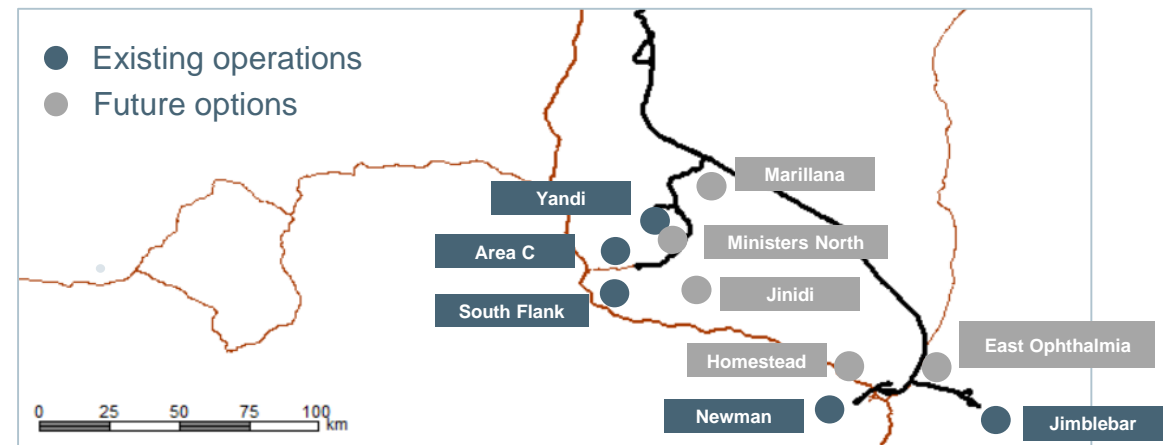 Existing operations
Future options
Marillana
Yandi
Ministers North
Area C
Jinidi
South Flank
East Ophthalmia
Homestead
Newman
Jimblebar
0 25 50 75 100
km